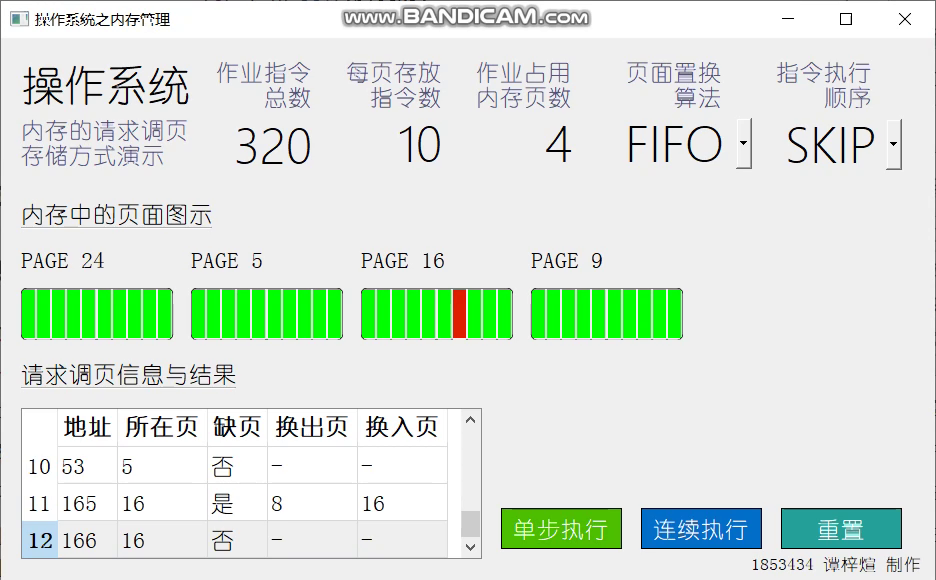 操作系统之内存管理
www.BANDICAM.com
操作系统
内存的请求调页
存储方式演示
作业指令
总数
320
每页存放
指令数
10
作业占用
内存页数
4
页面置换
算法
FIFO
指令执行
顺序
SKIP
内存中的页面图示
PAGE 24 PAGE 5 PAGE 16 PAGE 9
请求调页信息与结果
地址 所在页 缺页 换出页 换入页
10 53 5 否 - -
11 165 16 是 8 16
12 166 16 否 - -
单步执行 连续执行 重置
1853434 谭梓煊 制作